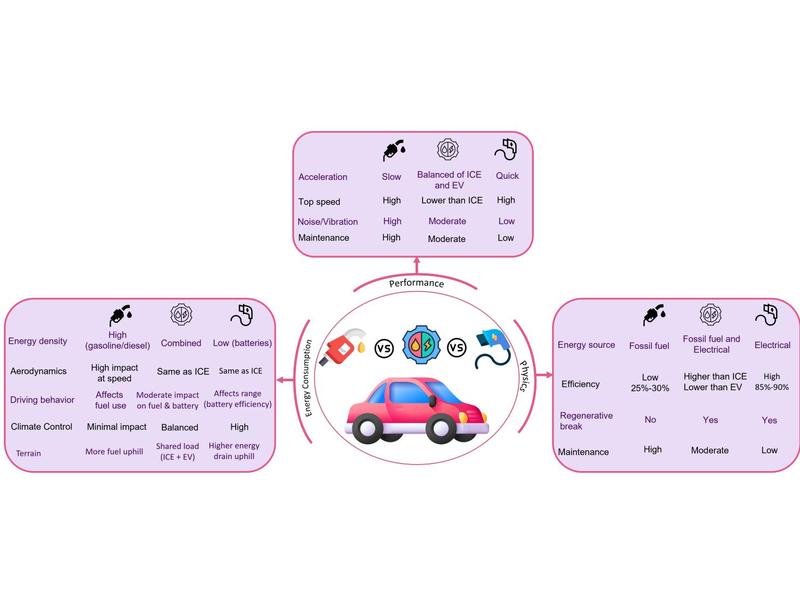 Acceleration Slow Balanced of ICE and EV Quick
Top speed High Lower than ICE High
Noise/Vibration High Moderate Low
Maintenance High Moderate Low
Performance
Energy density High (gasoline/diesel) Combined Low (batteries)
Aerodynamics High impact at speed Same as ICE Same as ICE
Driving behavior Affects fuel use Moderate impact on fuel & battery Affects range (battery efficiency)
Climate Control Minimal impact Balanced High
Terrain More fuel uphill Shared load (ICE + EV) Higher energy drain uphill
Energy Consumption
VS
VS
Physics
Energy source Fossil fuel Fossil fuel and Electrical Electrical
Efficiency Low 25%-30% Higher than ICE Lower than EV High 85%-90%
Regenerative break No Yes Yes
Maintenance High Moderate Low